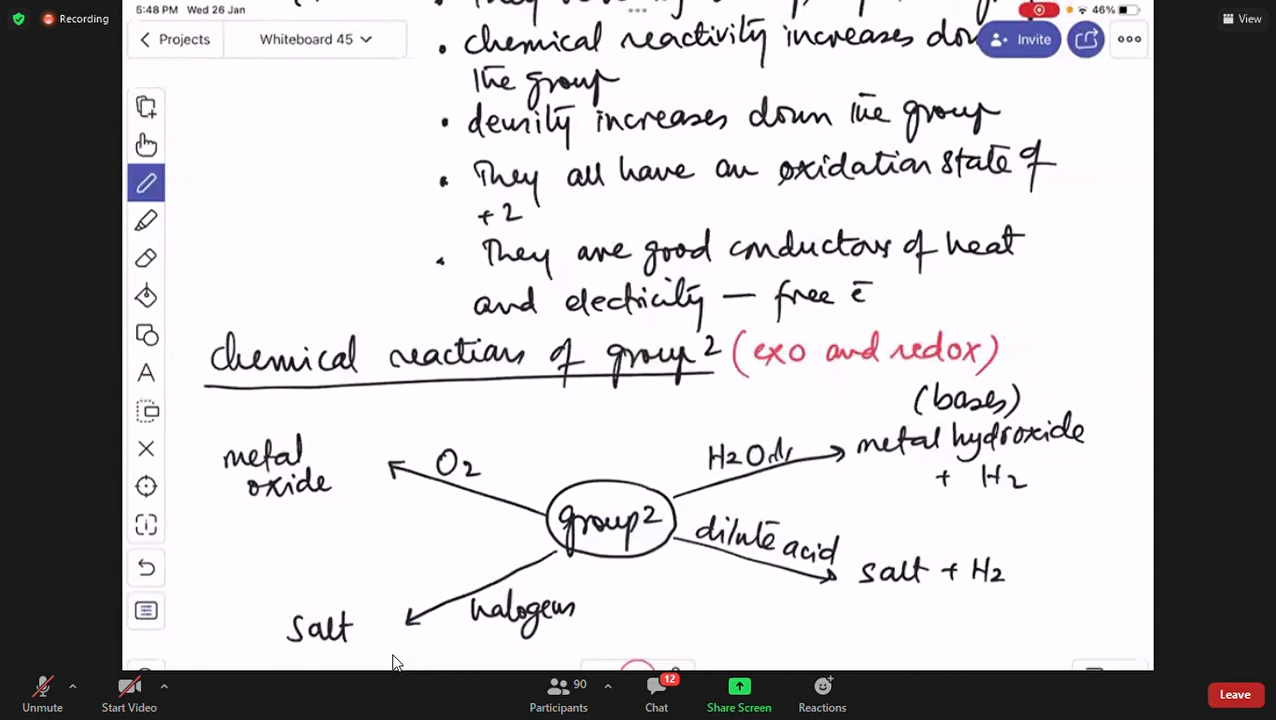 5:48 PM Wed 26 Jan
46%
Recording
View
Projects
Whiteboard 45
Invite
• chemical reactivity increases down
the group
• density increases down the group
• They all have an oxidation state of
+2
• They are good conductors of heat
and electricity — free ē
chemical reactions of group 2 (exo and redox)
(bases)
metal
oxide
O2
H2O
metal hydroxide
+ H2
group 2
dilute acid
salt + H2
halogens
Salt
Unmute
Start Video
90
Participants
12
Chat
Share Screen
Reactions
Leave